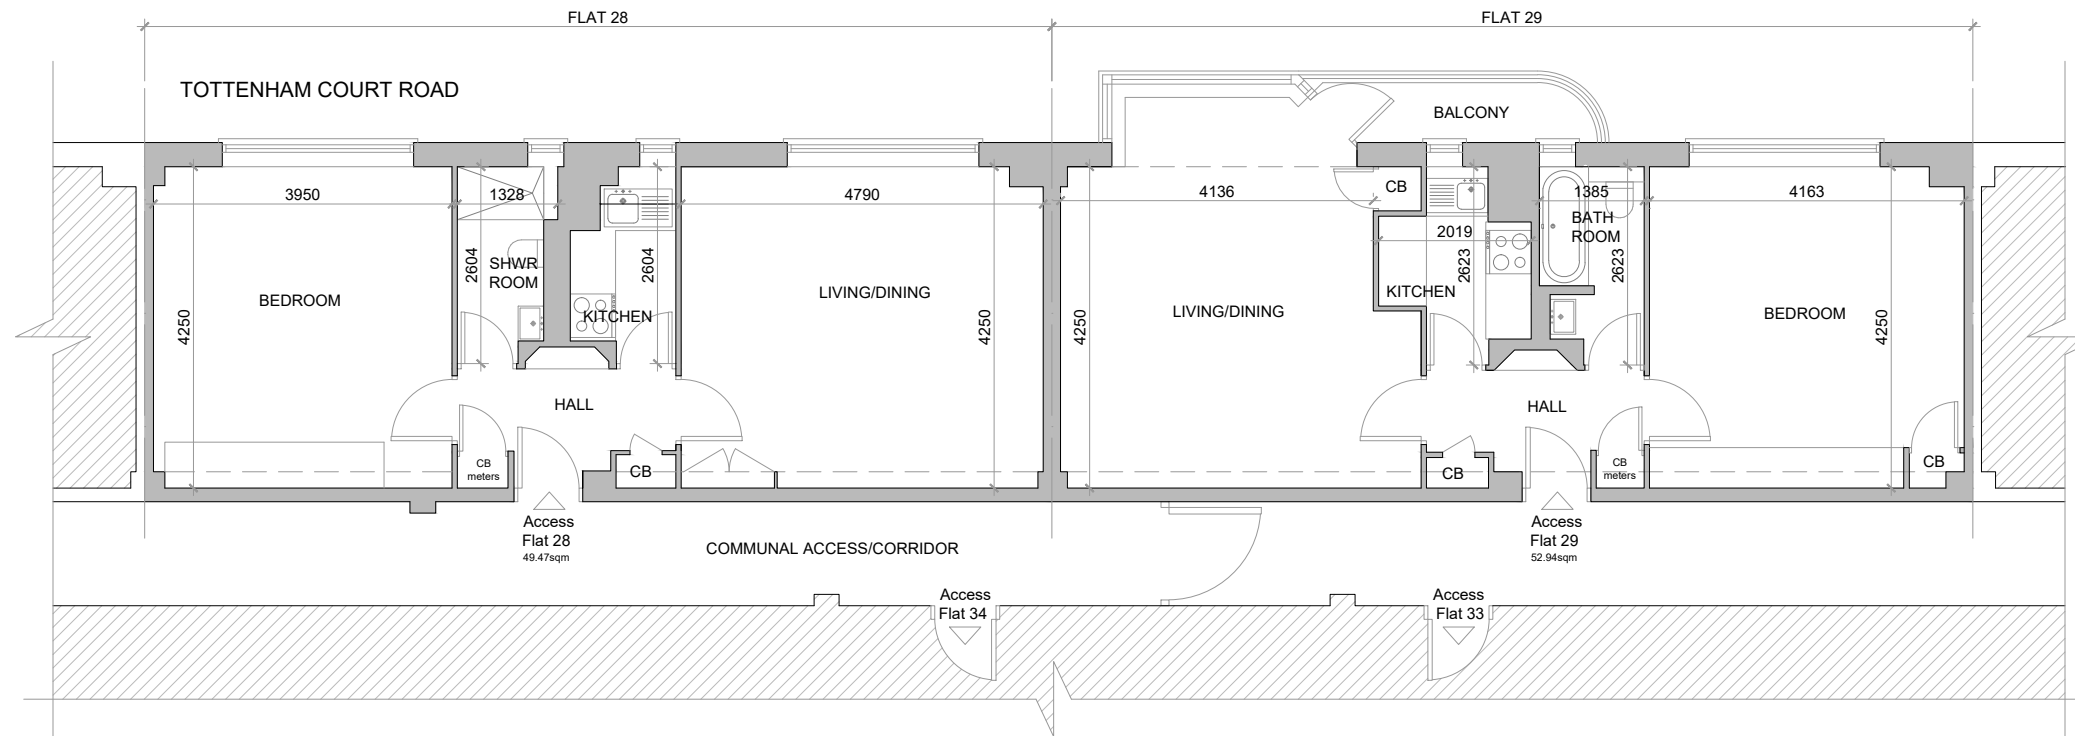 FLAT 28
FLAT 29
TOTTENHAM COURT ROAD
BALCONY
3950
1328
4790
4136
CB
1385
4163
BATH
ROOM
2019
2604
SHWR
ROOM
2604
2623
2623
BEDROOM
LIVING/DINING
KITCHEN
KITCHEN
LIVING/DINING
BEDROOM
4250
4250
4250
4250
HALL
HALL
CB
meters
CB
CB
CB
meters
CB
Access
Flat 28
49.47sqm
COMMUNAL ACCESS/CORRIDOR
Access
Flat 29
52.94sqm
Access
Flat 34
Access
Flat 33